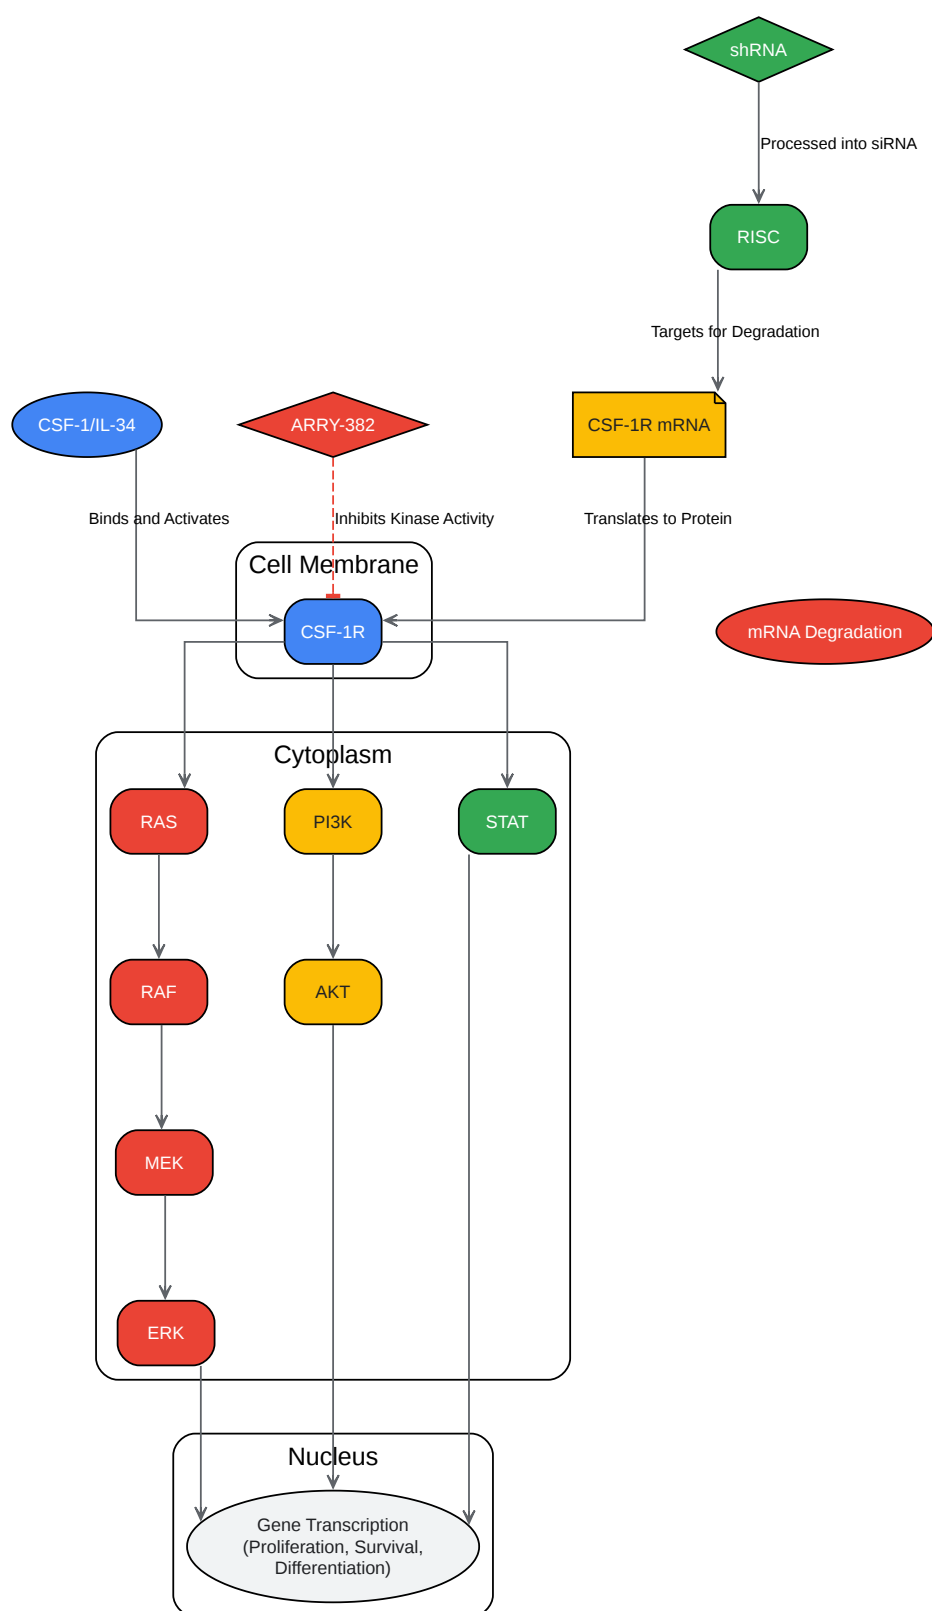 shRNA
Processed into siRNA
RISC
Targets for Degradation
CSF-1/IL-34
ARRY-382
CSF-1R mRNA
Binds and Activates
Inhibits Kinase Activity
Translates to Protein
Cell Membrane
CSF-1R
mRNA Degradation
Cytoplasm
RAS
PI3K
STAT
RAF
AKT
MEK
ERK
Nucleus
Gene Transcription
(Proliferation, Survival,
Differentiation)